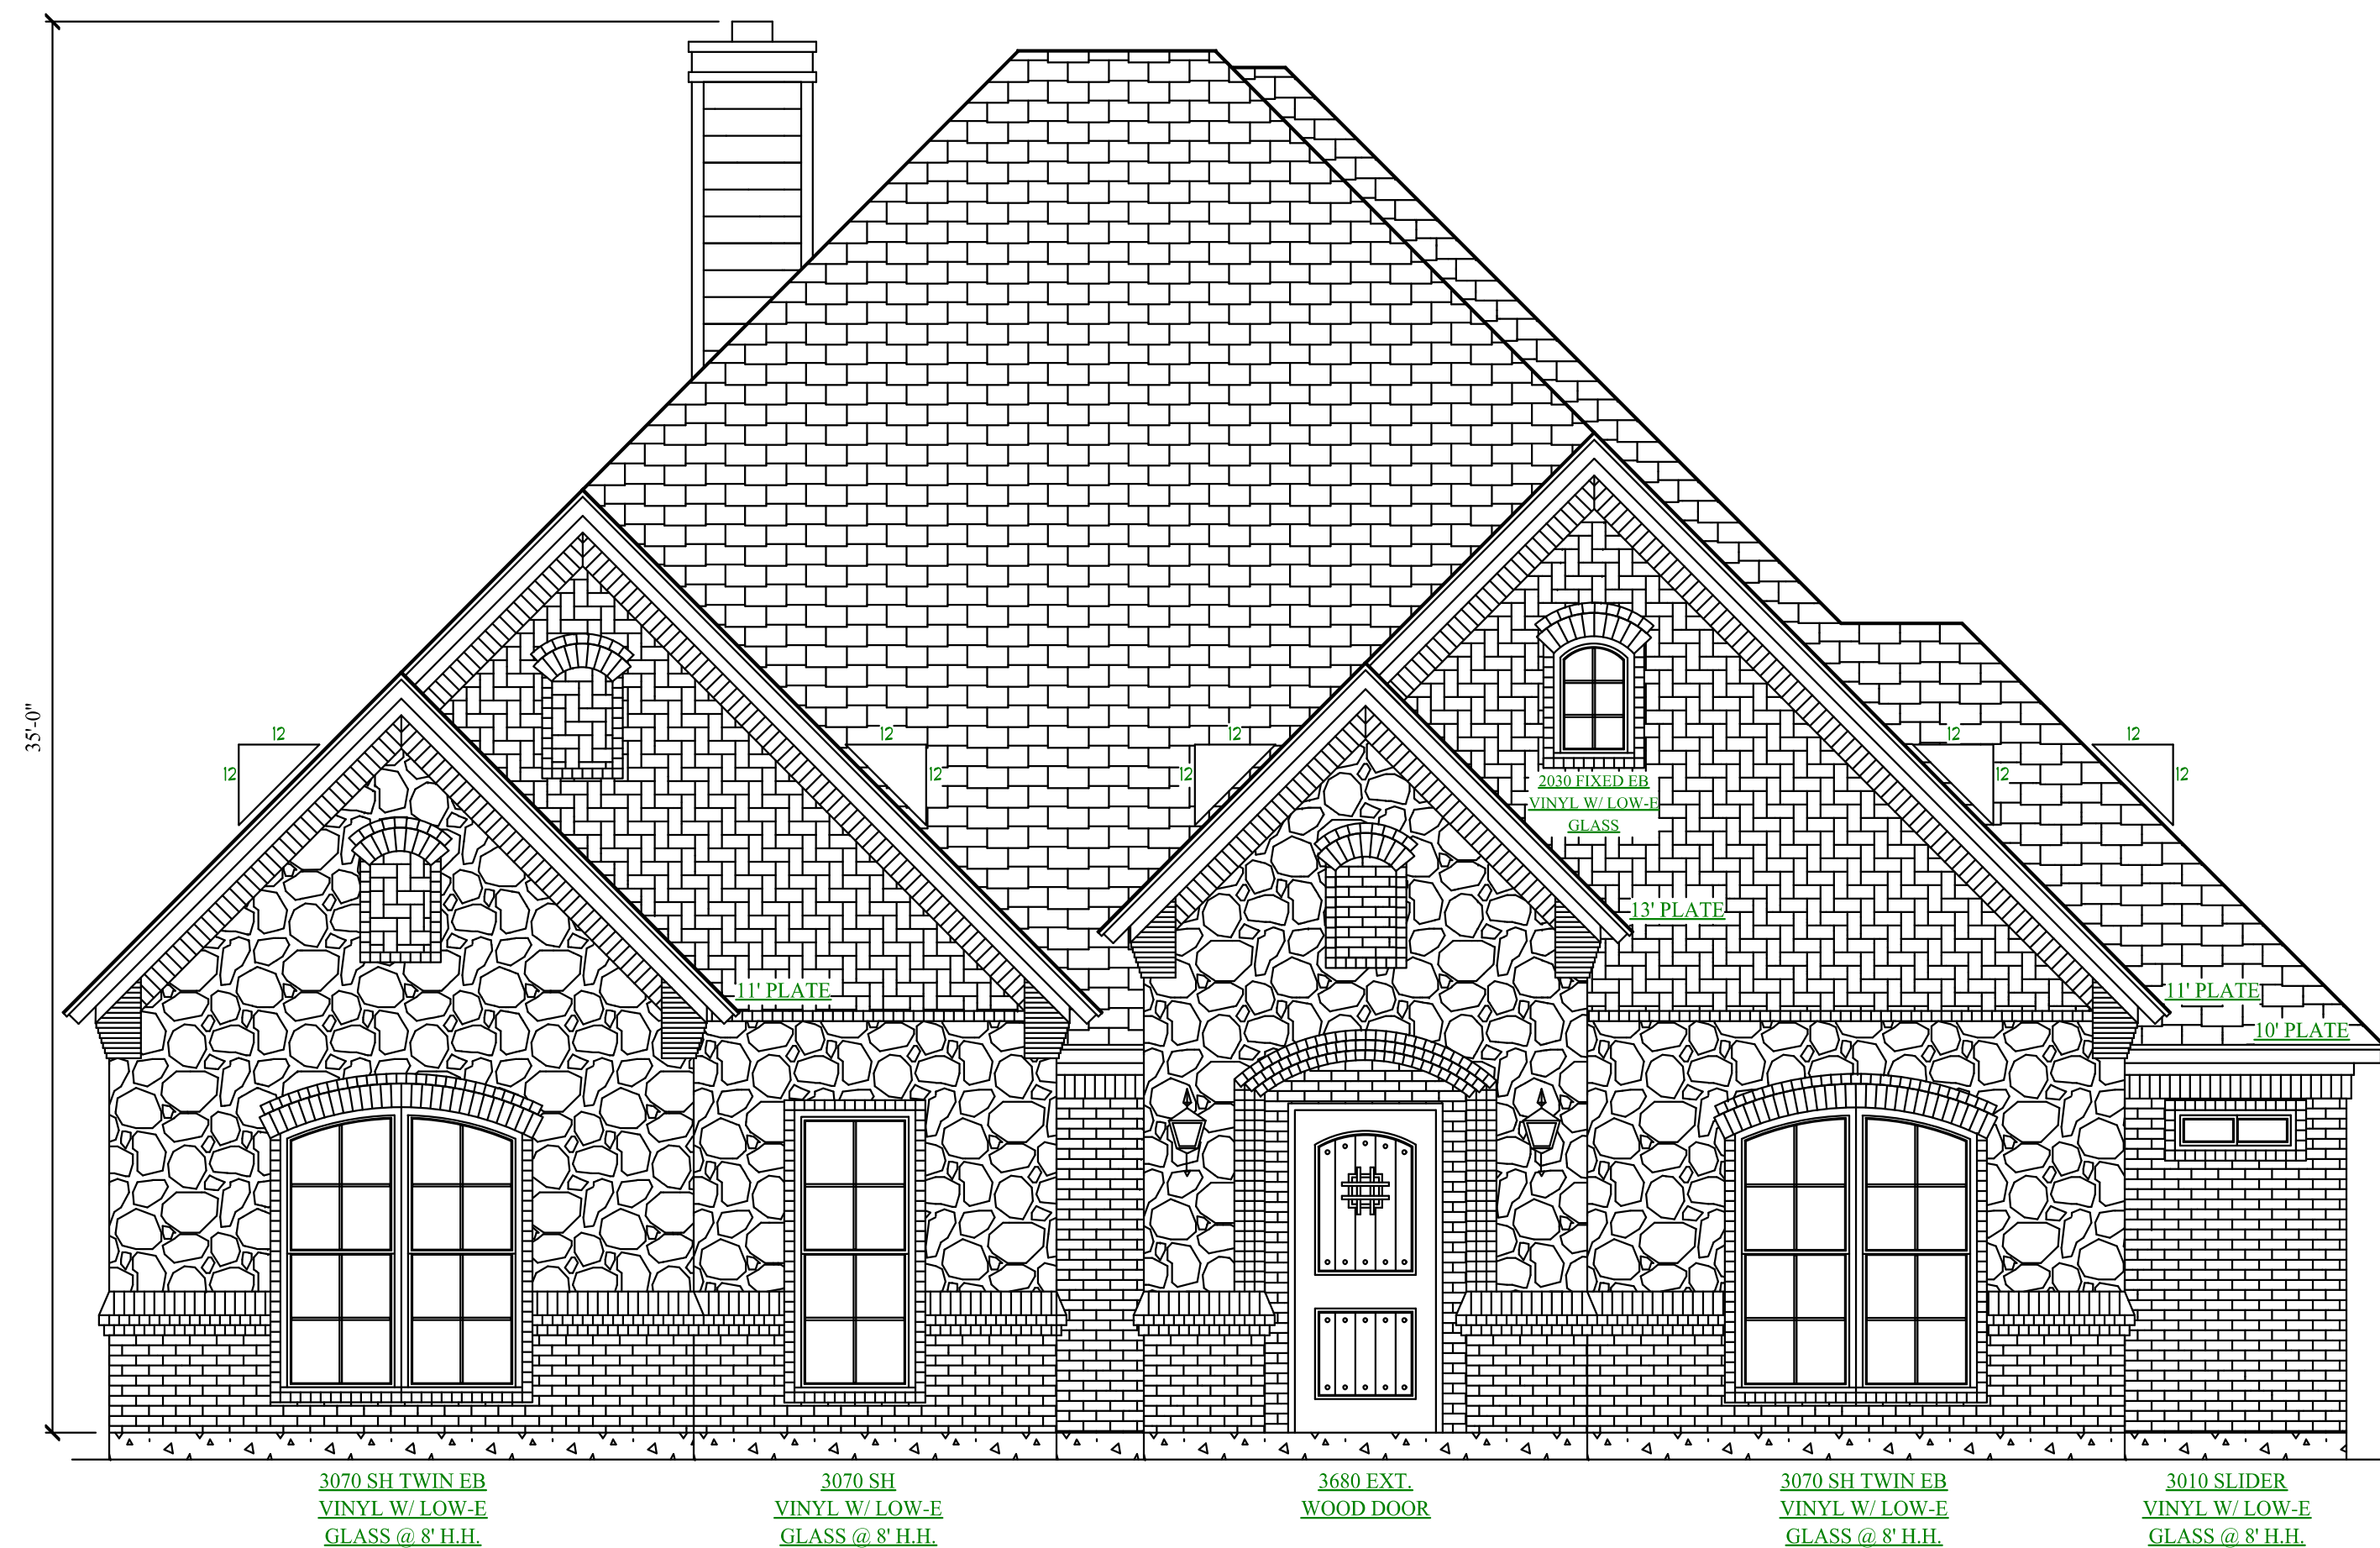 35'-0"
12
12
12
12
12
12
12
12
12
12
2030 FIXED EB
VINYL W/ LOW-E
GLASS
13' PLATE
11' PLATE
11' PLATE
10' PLATE
3070 SH TWIN EB
VINYL W/ LOW-E
GLASS @ 8' H.H.
3070 SH
VINYL W/ LOW-E
GLASS @ 8' H.H.
3680 EXT.
WOOD DOOR
3070 SH TWIN EB
VINYL W/ LOW-E
GLASS @ 8' H.H.
3010 SLIDER
VINYL W/ LOW-E
GLASS @ 8' H.H.